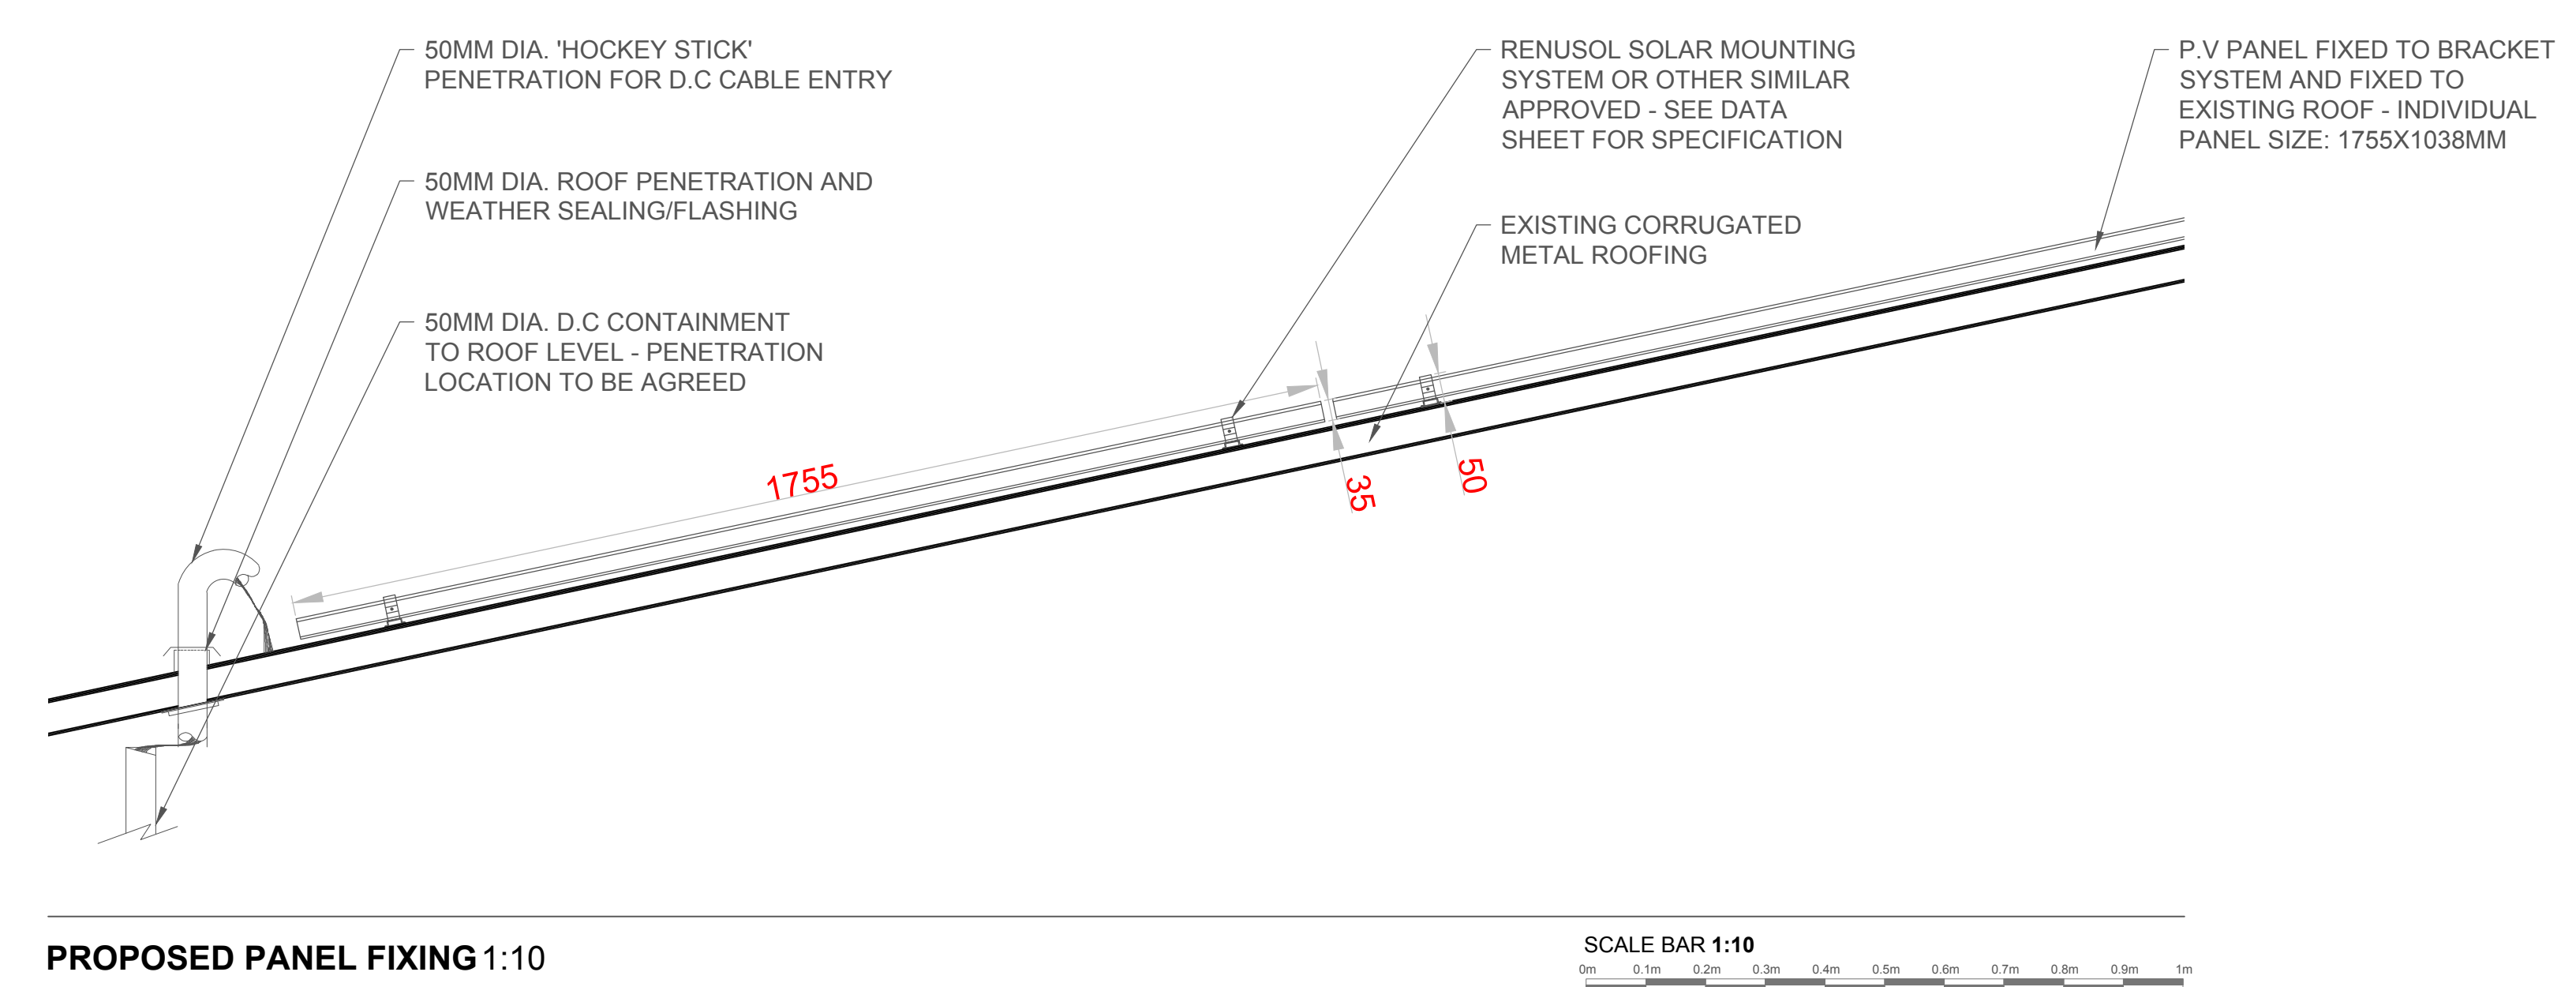 50MM DIA. 'HOCKEY STICK'
PENETRATION FOR D.C CABLE ENTRY
50MM DIA. ROOF PENETRATION AND
WEATHER SEALING/FLASHING
50MM DIA. D.C CONTAINMENT
TO ROOF LEVEL - PENETRATION
LOCATION TO BE AGREED
RENUSOL SOLAR MOUNTING
SYSTEM OR OTHER SIMILAR
APPROVED - SEE DATA
SHEET FOR SPECIFICATION
EXISTING CORRUGATED
METAL ROOFING
P.V PANEL FIXED TO BRACKET
SYSTEM AND FIXED TO
EXISTING ROOF - INDIVIDUAL
PANEL SIZE: 1755X1038MM
1755
35
50
PROPOSED PANEL FIXING 1:10
SCALE BAR 1:10
0m 0.1m 0.2m 0.3m 0.4m 0.5m 0.6m 0.7m 0.8m 0.9m 1m